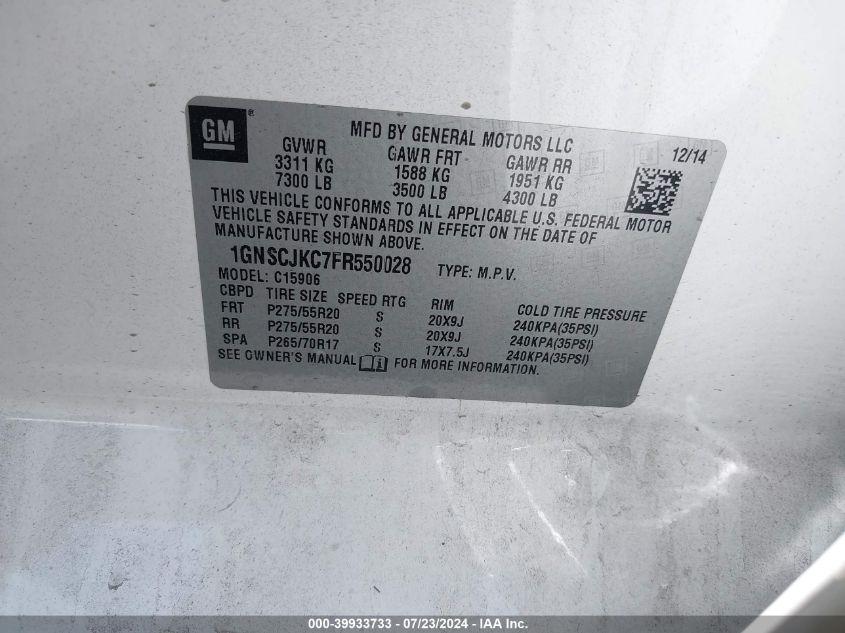 GM ®
MFD BY GENERAL MOTORS LLC
12/14
GVWR GAWR FRT GAWR RR
3311 KG 1588 KG 1951 KG
7300 LB 3500 LB 4300 LB
THIS VEHICLE CONFORMS TO ALL APPLICABLE U.S. FEDERAL MOTOR
VEHICLE SAFETY STANDARDS IN EFFECT ON THE DATE OF
MANUFACTURE SHOWN ABOVE.
1GNSCJKC7FR550028 TYPE: M.P.V.
MODEL: C15906
CBPD TIRE SIZE SPEED RTG RIM COLD TIRE PRESSURE
FRT P275/55R20 S 20X9J 240KPA(35PSI)
RR P275/55R20 S 20X9J 240KPA(35PSI)
SPA P265/70R17 S 17X7.5J 240KPA(35PSI)
SEE OWNER'S MANUAL FOR MORE INFORMATION.
000-39933733 - 07/23/2024 - IAA Inc.